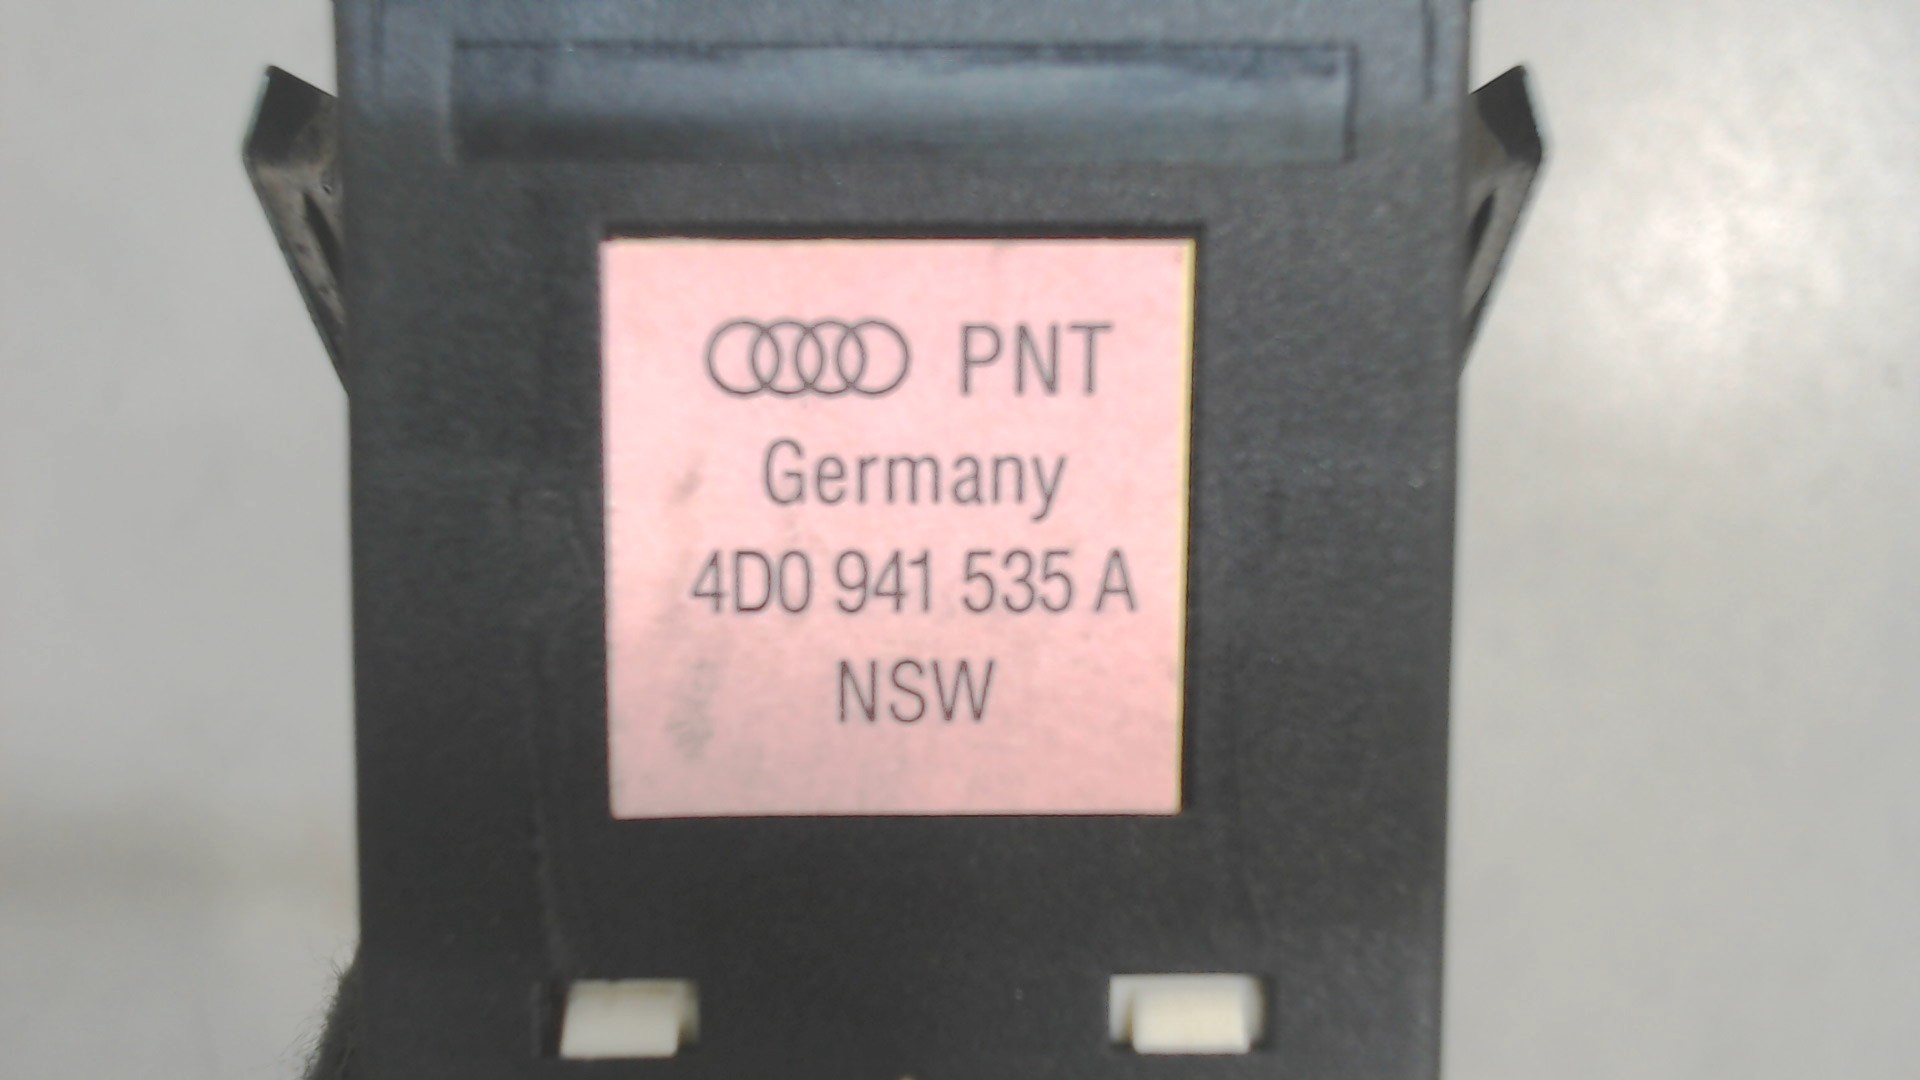 PNT
Germany
4D0 941 535 A
NSW